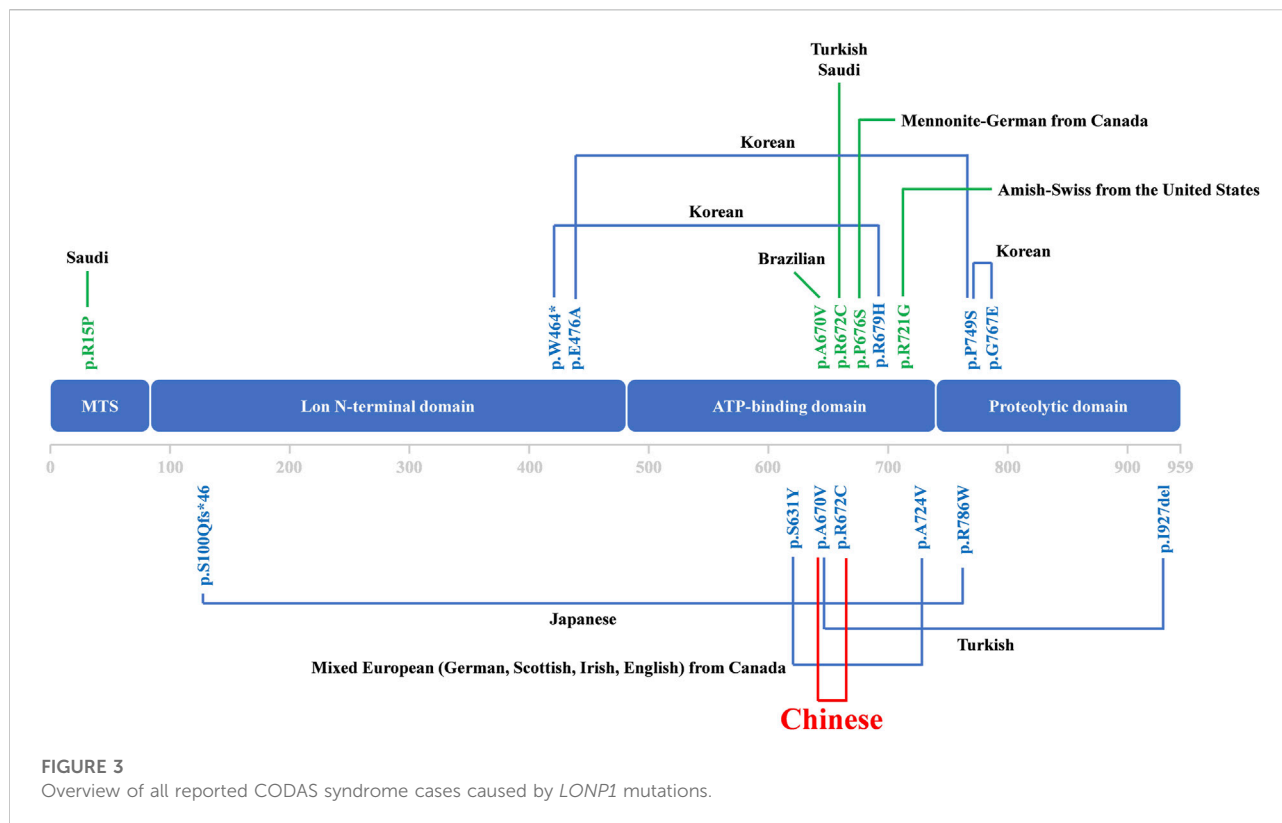 Turkish
Saudi
Mennonite-German from Canada
Korean
Amish-Swiss from the United States
Korean
Saudi
Brazilian
Korean
p.R15P
p.W464*
p.E476A
p.A670V
p.R672C
p.P676S
p.R679H
p.R721G
p.P749S
p.G767E
MTS
Lon N-terminal domain
ATP-binding domain
Proteolytic domain
0 100 200 300 400 500 600 700 800 900 959
p.S100Qfs*46
p.S631Y
p.A670V
p.R672C
p.A724V
p.R786W
p.I927del
Japanese
Turkish
Mixed European (German, Scottish, Irish, English) from Canada
Chinese
FIGURE 3
Overview of all reported CODAS syndrome cases caused by LONP1 mutations.